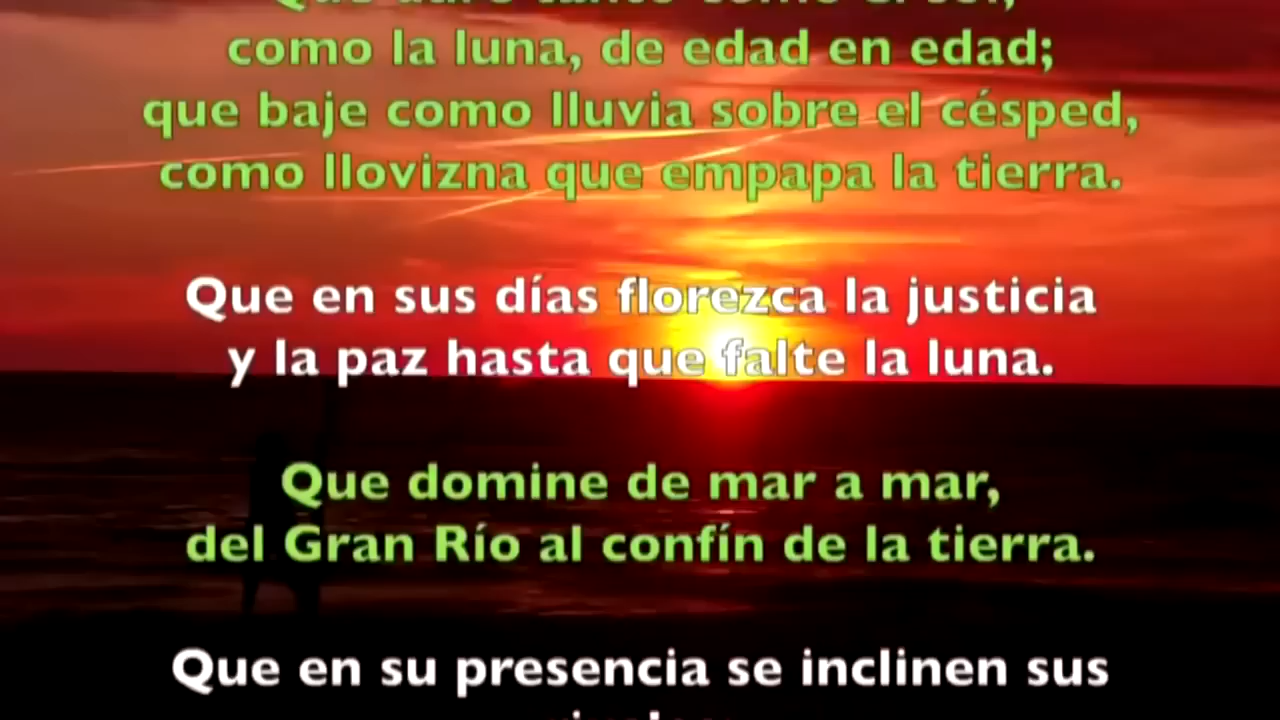 como la luna, de edad en edad;
que baje como lluvia sobre el césped,
como llovizna que empapa la tierra.
Que en sus días florezca la justicia
y la paz hasta que falte la luna.
Que domine de mar a mar,
del Gran Río al confín de la tierra.
Que en su presencia se inclinen sus